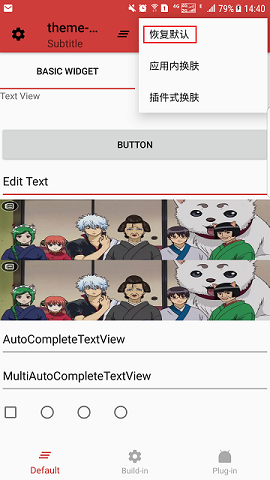 79% 14:40
theme-...
Subtitle
恢复默认
应用内换肤
插件式换肤
BASIC WIDGET
Text View
BUTTON
Edit Text
AutoCompleteTextView
MultiAutoCompleteTextView
Default
Build-in
Plug-in